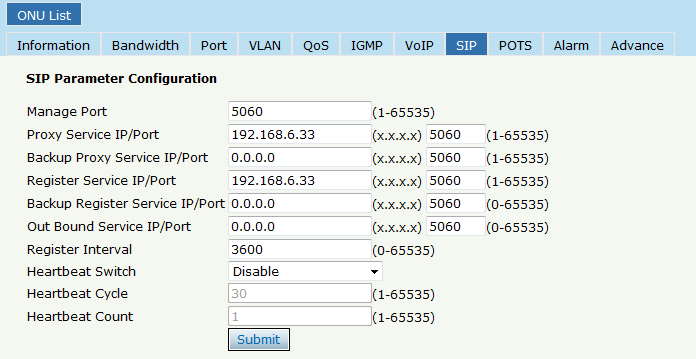 ONU List
Information Bandwidth Port VLAN QoS IGMP VoIP SIP POTS Alarm Advance
SIP Parameter Configuration
Manage Port 5060 (1-65535)
Proxy Service IP/Port 192.168.6.33 (x.x.x.x) 5060 (1-65535)
Backup Proxy Service IP/Port 0.0.0.0 (x.x.x.x) 5060 (1-65535)
Register Service IP/Port 192.168.6.33 (x.x.x.x) 5060 (1-65535)
Backup Register Service IP/Port 0.0.0.0 (x.x.x.x) 5060 (0-65535)
Out Bound Service IP/Port 0.0.0.0 (x.x.x.x) 5060 (0-65535)
Register Interval 3600 (0-65535)
Heartbeat Switch Disable
Heartbeat Cycle 30 (1-65535)
Heartbeat Count 1 (1-65535)
Submit